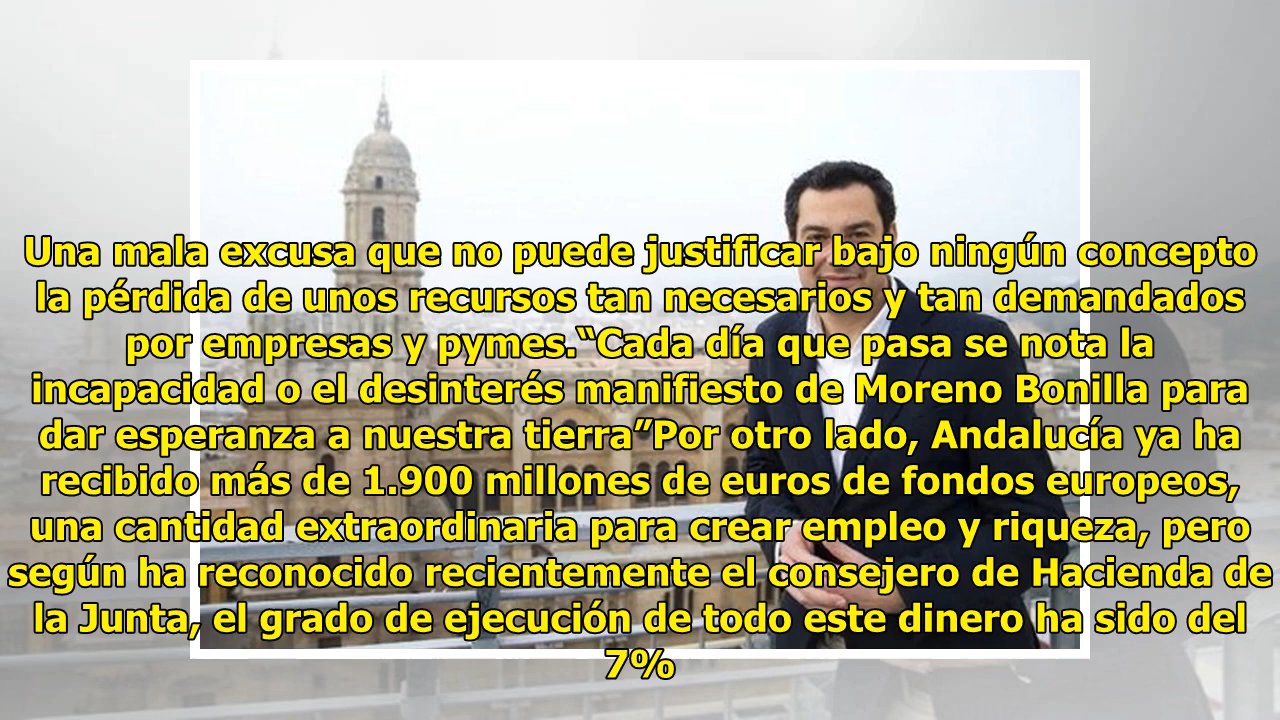 Una mala excusa que no puede justificar bajo ningún concepto
la pérdida de unos recursos tan necesarios y tan demandados
por empresas y pymes.“Cada día que pasa se nota la
incapacidad o el desinterés manifiesto de Moreno Bonilla para
dar esperanza a nuestra tierra”Por otro lado, Andalucía ya ha
recibido más de 1.900 millones de euros de fondos europeos,
una cantidad extraordinaria para crear empleo y riqueza, pero
según ha reconocido recientemente el consejero de Hacienda de
la Junta, el grado de ejecución de todo este dinero ha sido del
7%